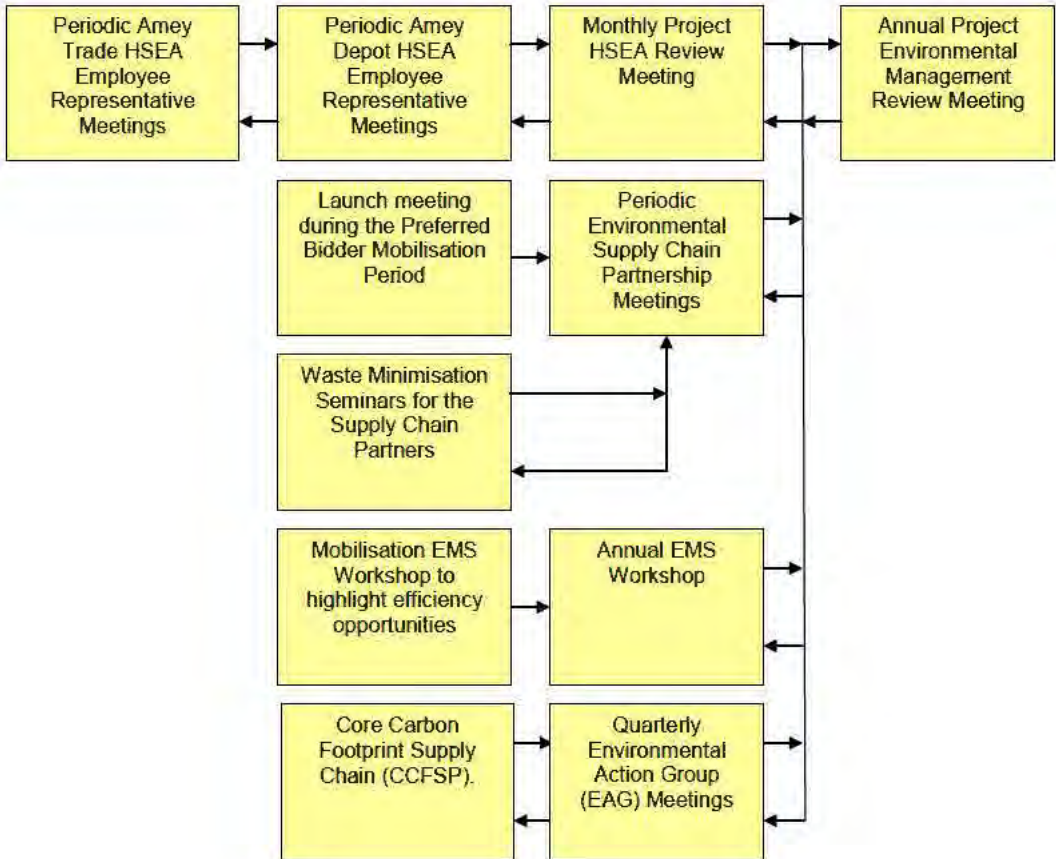 Periodic Amey
Trade HSEA
Employee
Representative
Meetings
Periodic Amey
Depot HSEA
Employee
Representative
Meetings
Monthly Project
HSEA Review
Meeting
Annual Project
Environmental
Management
Review Meeting
Launch meeting
during the Preferred
Bidder Mobilisation
Period
Periodic
Environmental
Supply Chain
Partnership
Meetings
Waste Minimisation
Seminars for the
Supply Chain
Partners
Mobilisation EMS
Workshop to
highlight efficiency
opportunities
Annual EMS
Workshop
Core Carbon
Footprint Supply
Chain (CCFSP).
Quarterly
Environmental
Action Group
(EAG) Meetings